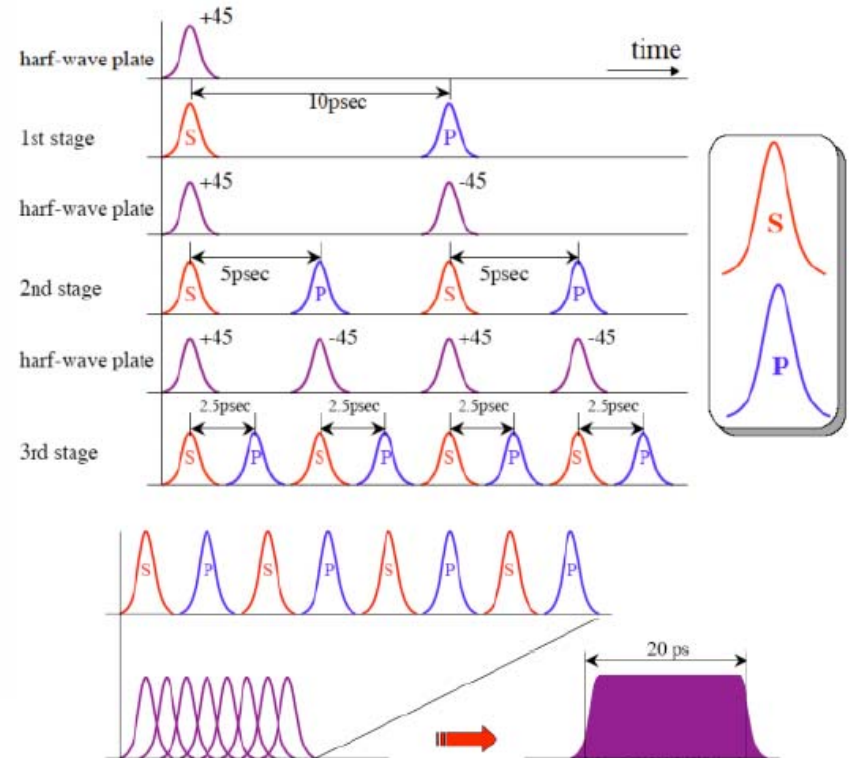 +45
harf-wave plate
time
10psec
1st stage
S
P
+45
-45
harf-wave plate
5psec
5psec
2nd stage
S
P
S
P
+45
-45
+45
-45
harf-wave plate
2.5psec
2.5psec
2.5psec
2.5psec
3rd stage
S
P
S
P
S
P
S
P
S
P
S
P
S
P
S
P
S
P
S
P
20 ps